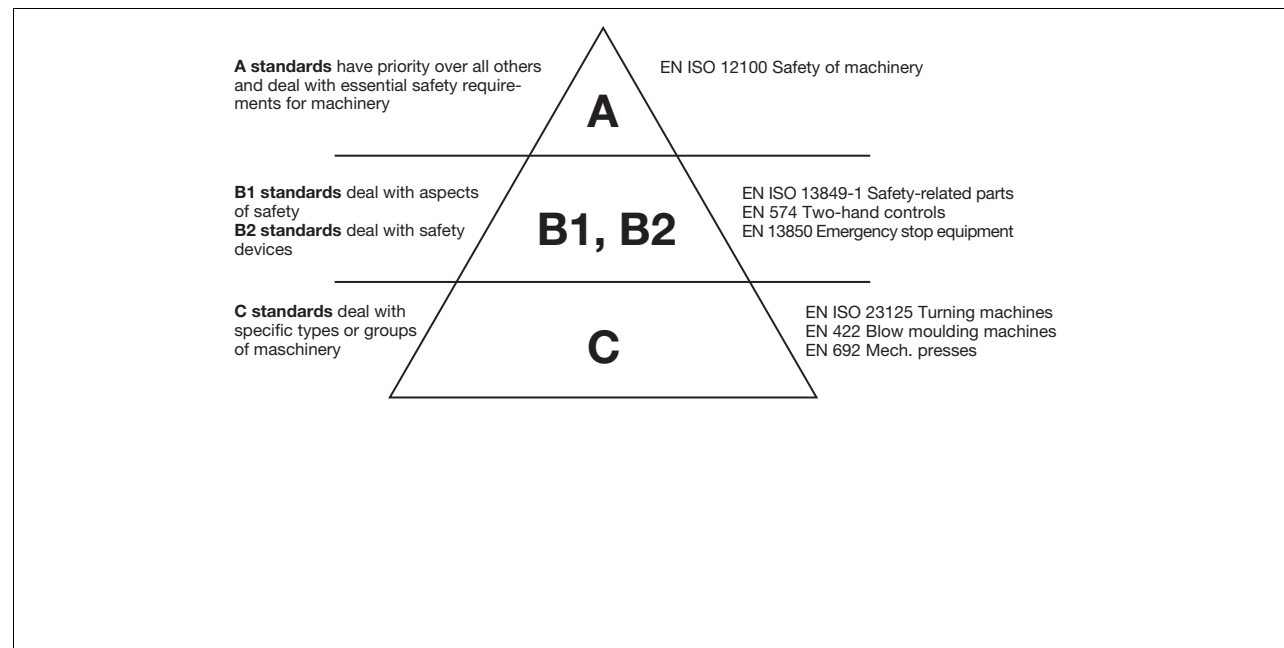 A standards have priority over all others
and deal with essential safety require-
ments for machinery
A
EN ISO 12100 Safety of machinery
B1 standards deal with aspects
of safety
B2 standards deal with safety
devices
B1, B2
EN ISO 13849-1 Safety-related parts
EN 574 Two-hand controls
EN 13850 Emergency stop equipment
C standards deal with
specific types or groups
of maschinery
C
EN ISO 23125 Turning machines
EN 422 Blow moulding machines
EN 692 Mech. presses